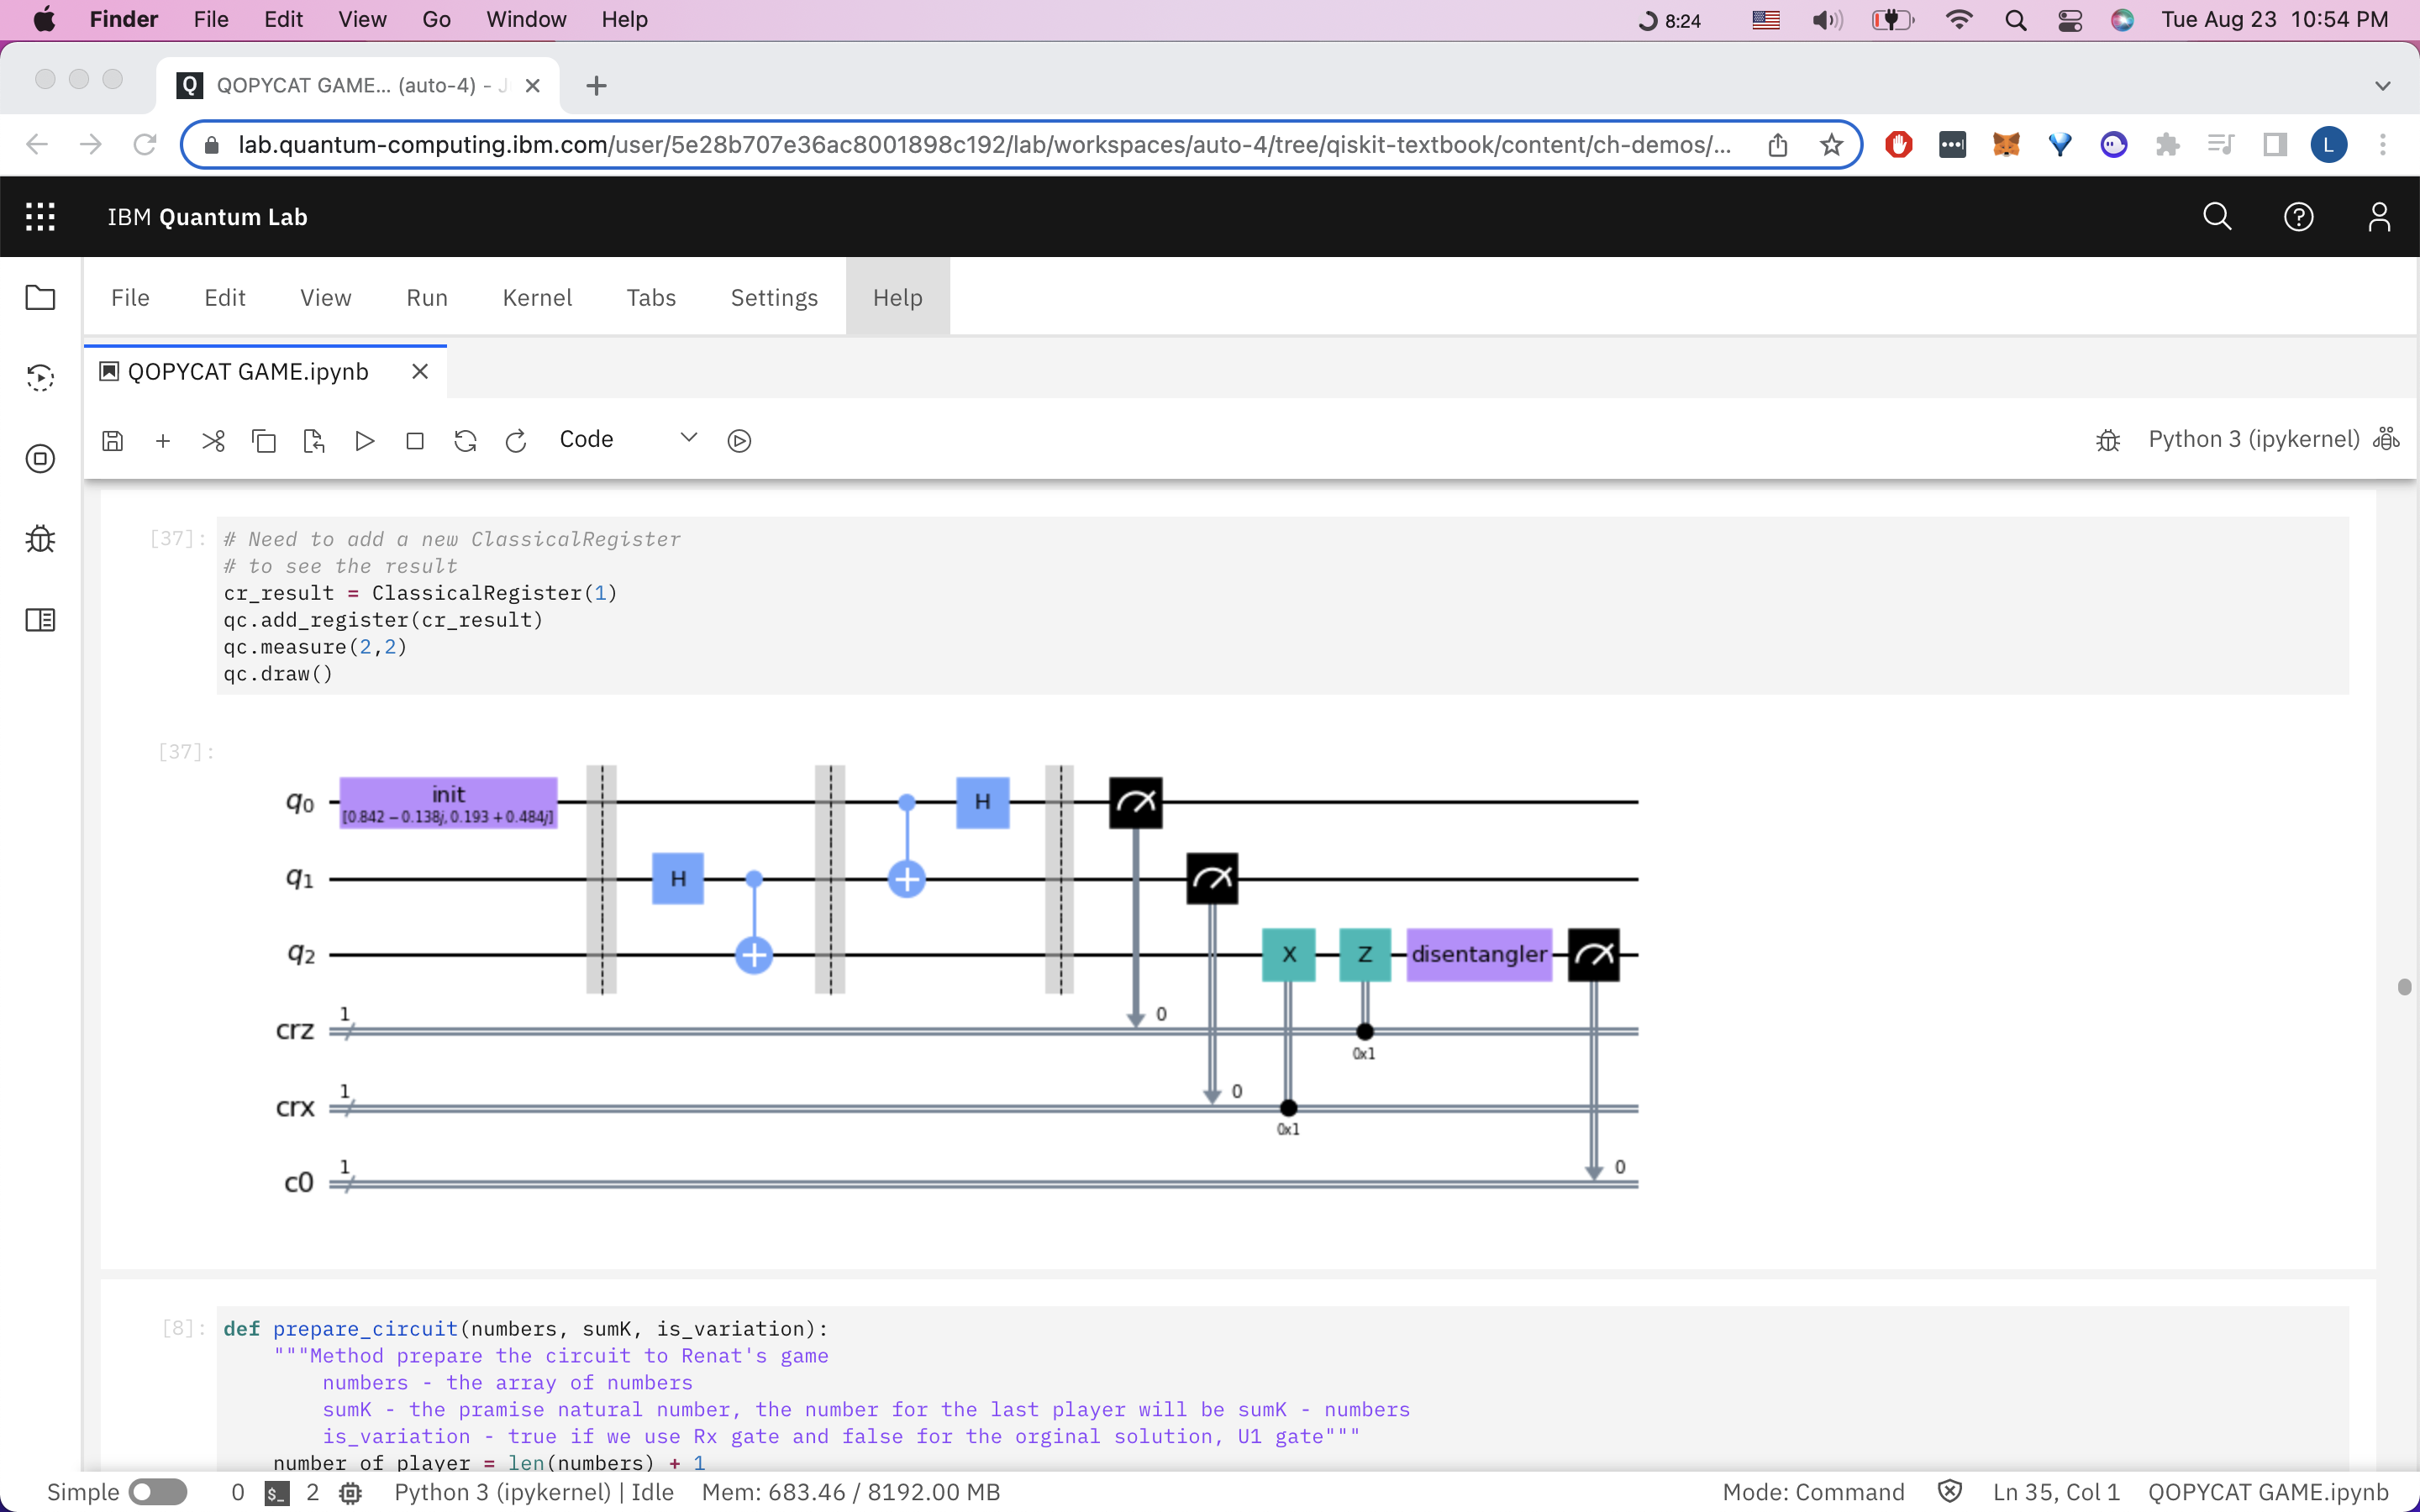 Finder File Edit View Go Window Help 8:24 Tue Aug 23 10:54 PM
QOPYCAT GAME... (auto-4) - J
lab.quantum-computing.ibm.com/user/5e28b707e36ac8001898c192/lab/workspaces/auto-4/tree/qiskit-textbook/content/ch-demos/... L
IBM Quantum Lab
File Edit View Run Kernel Tabs Settings Help
QOPYCAT GAME.ipynb
Code Python 3 (ipykernel)
[37]: # Need to add a new ClassicalRegister
# to see the result
cr_result = ClassicalRegister(1)
qc.add_register(cr_result)
qc.measure(2,2)
qc.draw()
[37]:
q0 init H
[0.842 − 0.138j, 0.193 + 0.484j]
q1 H
q2 X Z disentangler
crz 1 0
0x1
crx 1 0
0x1
c0 1 0
[8]: def prepare_circuit(numbers, sumK, is_variation):
"""Method prepare the circuit to Renat's game
numbers - the array of numbers
sumK - the pramise natural number, the number for the last player will be sumK - numbers
is_variation - true if we use Rx gate and false for the orginal solution, U1 gate"""
number_of_player = len(numbers) + 1
Simple 0 $_ 2 Python 3 (ipykernel) | Idle Mem: 683.46 / 8192.00 MB Mode: Command Ln 35, Col 1 QOPYCAT GAME.ipynb